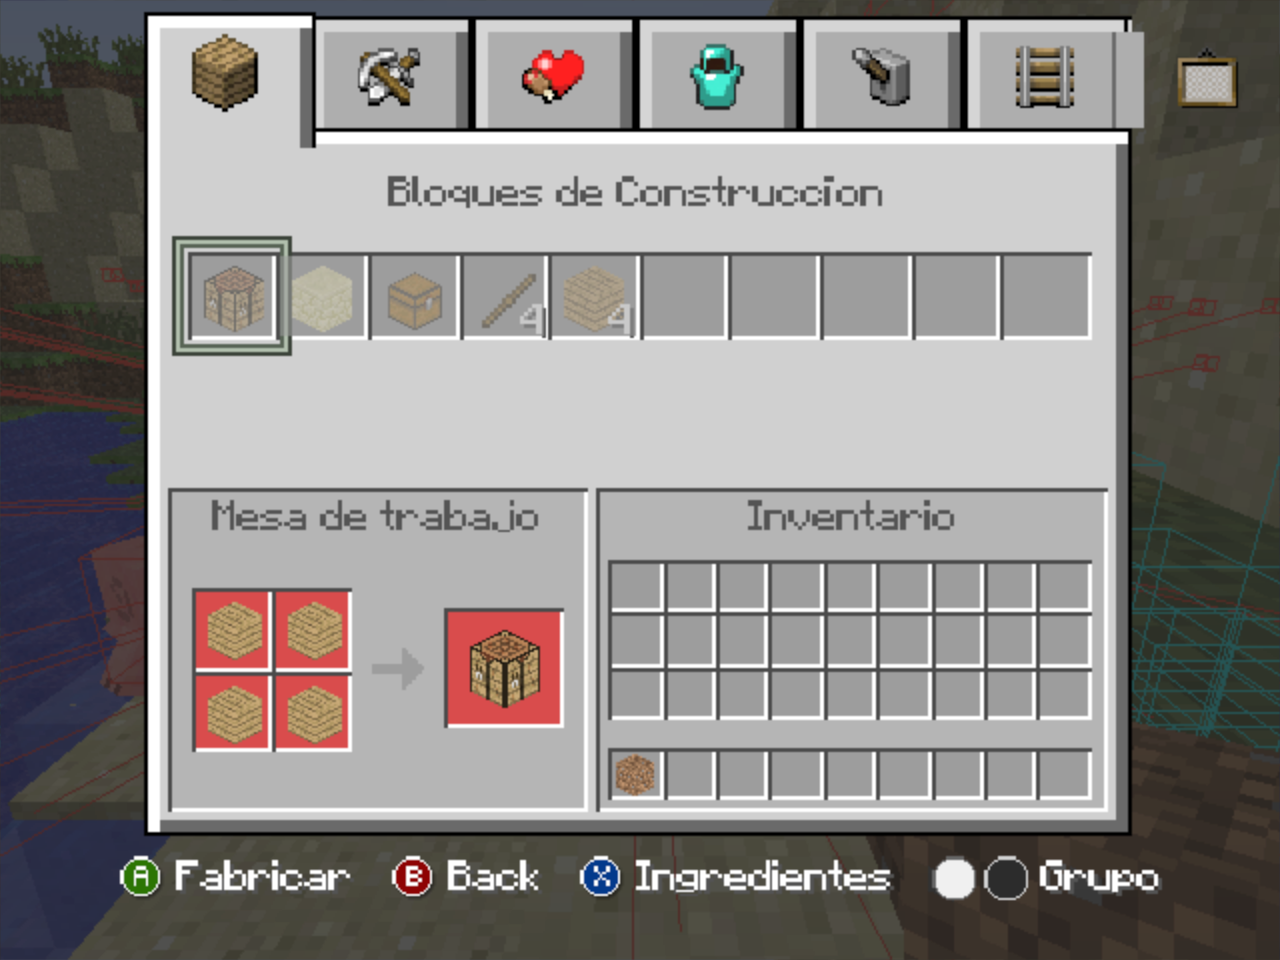 Bloques de Construccion
4 4
Mesa de trabajo
Inventario
A Fabricar B Back X Ingredientes Grupo